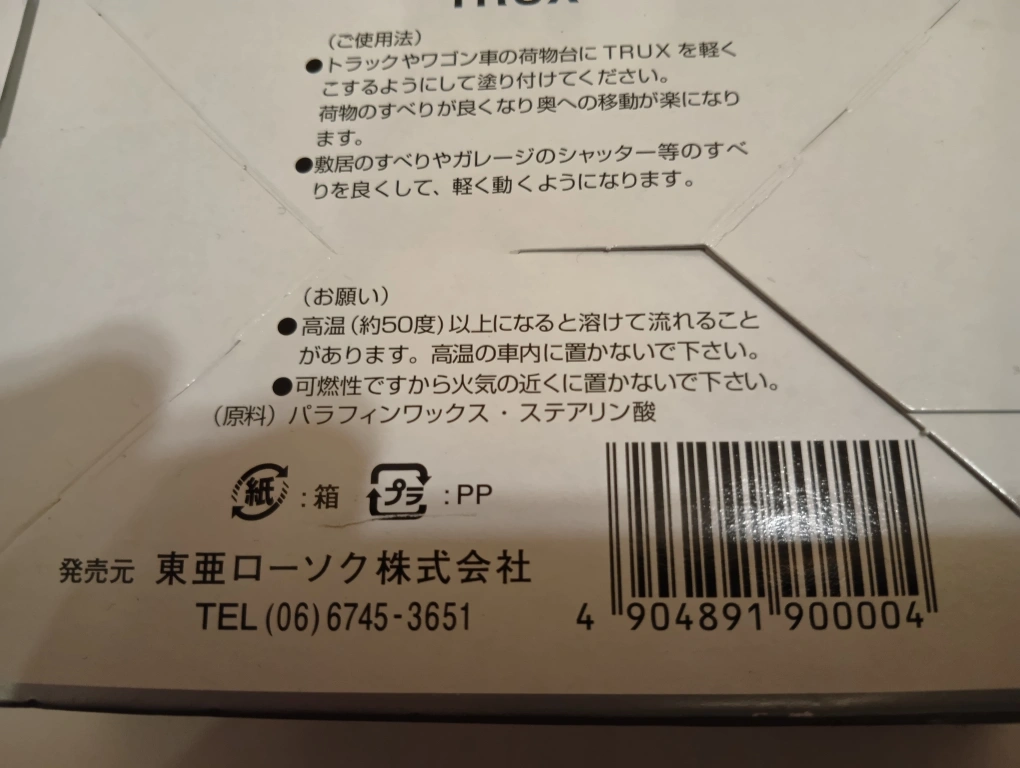 TRUX
(ご使用法)
●トラックやワゴン車の荷物台に TRUX を軽く
こするようにして塗り付けてください。
荷物のすべりが良くなり奥への移動が楽になり
ます。
●敷居のすべりやガレージのシャッター等のすべ
りを良くして、軽く動くようになります。
(お願い)
●高温(約50度)以上になると溶けて流れること
があります。高温の車内に置かないで下さい。
●可燃性ですから火気の近くに置かないで下さい。
(原料) パラフィンワックス・ステアリン酸
紙 : 箱 プラ : PP
発売元 東亜ローソク株式会社
TEL (06) 6745-3651
4 904891 900004